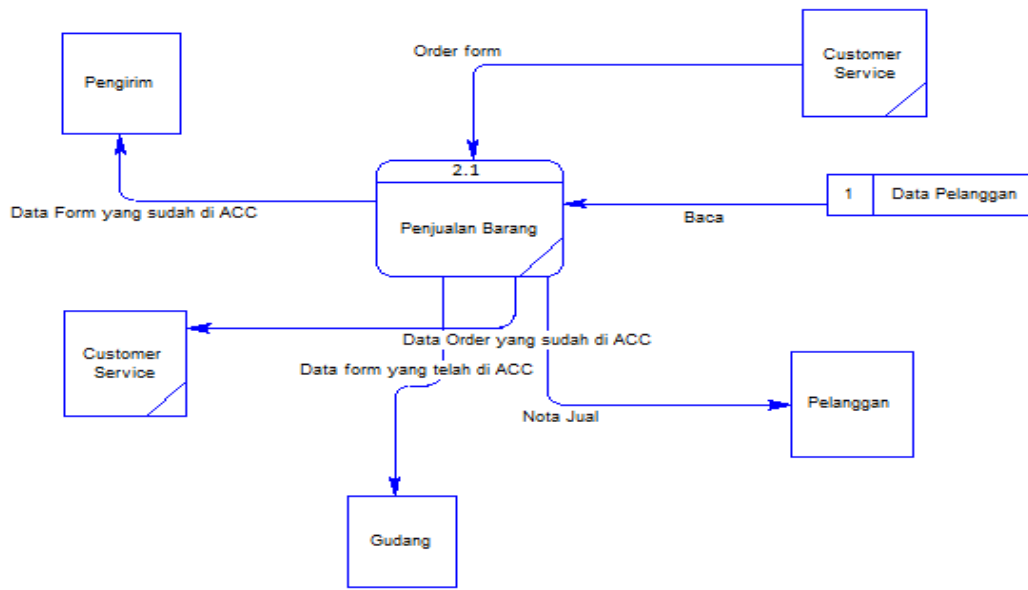 Order form
Customer
Service
Pengirim
2.1
Penjualan Barang
1 Data Pelanggan
Baca
Data Form yang sudah di ACC
Customer
Service
Data Order yang sudah di ACC
Data form yang telah di ACC
Nota Jual
Pelanggan
Gudang